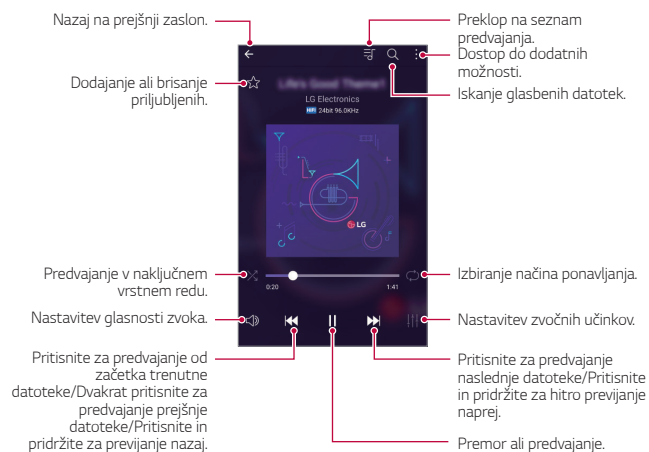 Nazaj na prejšnji zaslon.
Preklop na seznam
predvajanja.
Dostop do dodatnih
možnosti.
Iskanje glasbenih datotek.
Dodajanje ali brisanje
priljubljenih.
Life's Good Theme1
LG Electronics
HIFI 24bit 96.0KHz
LG
Predvajanje v naključnem
vrstnem redu.
Izbiranje načina ponavljanja.
0:20
1:41
Nastavitev glasnosti zvoka.
Nastavitev zvočnih učinkov.
Pritisnite za predvajanje od
začetka trenutne
datoteke/Dvakrat pritisnite za
predvajanje prejšnje
datoteke/Pritisnite in
pridržite za previjanje nazaj.
Pritisnite za predvajanje
naslednje datoteke/Pritisnite
in pridržite za hitro previjanje
naprej.
Premor ali predvajanje.